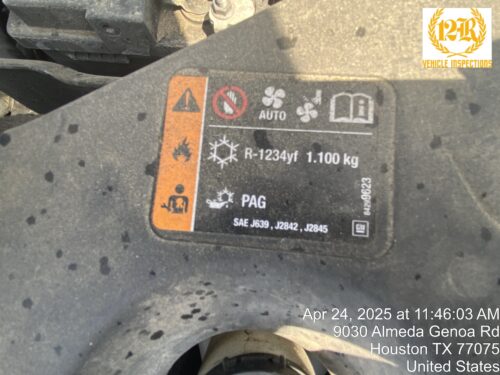 12R
VEHICLE INSPECTIONS
AUTO
R-1234yf 1.100 kg
PAG
SAE J639 , J2842 , J2845
GM
Apr 24, 2025 at 11:46:03 AM
9030 Almeda Genoa Rd
Houston TX 77075
United States